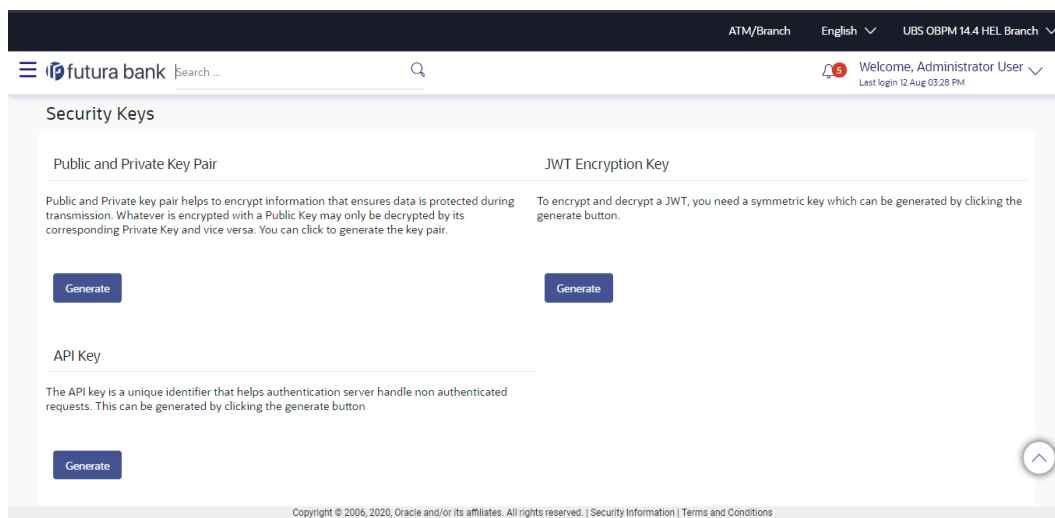 ATM/Branch English UBS OBPM 14.4 HEL Branch
futura bank Search ... 5 Welcome, Administrator User
Last login 12 Aug 03:28 PM
Security Keys
Public and Private Key Pair
Public and Private key pair helps to encrypt information that ensures data is protected during
transmission. Whatever is encrypted with a Public Key may only be decrypted by its
corresponding Private Key and vice versa. You can click to generate the key pair.
Generate
JWT Encryption Key
To encrypt and decrypt a JWT, you need a symmetric key which can be generated by clicking the
generate button.
Generate
API Key
The API key is a unique identifier that helps authentication server handle non authenticated
requests. This can be generated by clicking the generate button
Generate
Copyright © 2006, 2020, Oracle and/or its affiliates. All rights reserved. | Security Information | Terms and Conditions